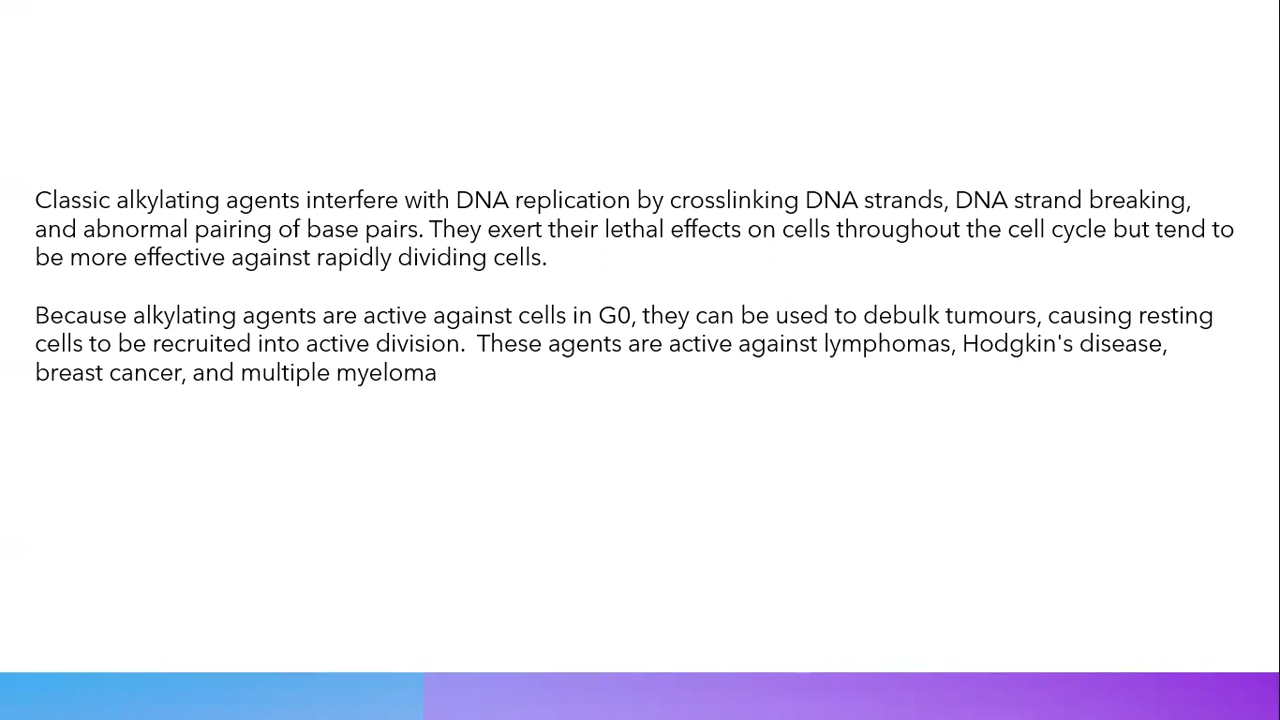 Classic alkylating agents interfere with DNA replication by crosslinking DNA strands, DNA strand breaking,
and abnormal pairing of base pairs. They exert their lethal effects on cells throughout the cell cycle but tend to
be more effective against rapidly dividing cells.
Because alkylating agents are active against cells in G0, they can be used to debulk tumours, causing resting
cells to be recruited into active division.  These agents are active against lymphomas, Hodgkin's disease,
breast cancer, and multiple myeloma